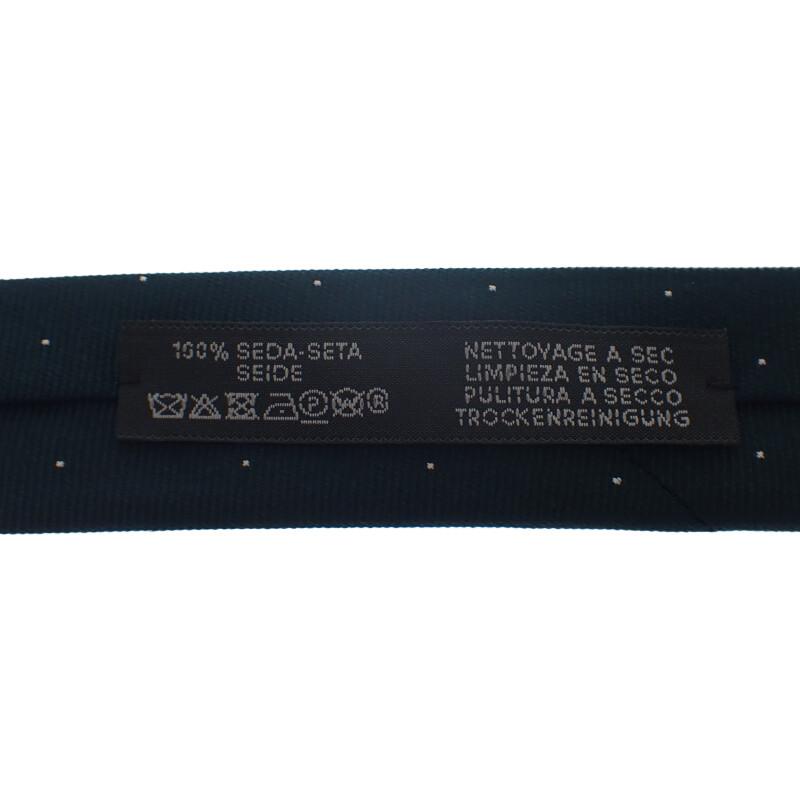 100% SEDA-SETA
SEIDE
P W R
NETTOYAGE A SEC
LIMPIEZA EN SECO
PULITURA A SECCO
TROCKENREINIGUNG